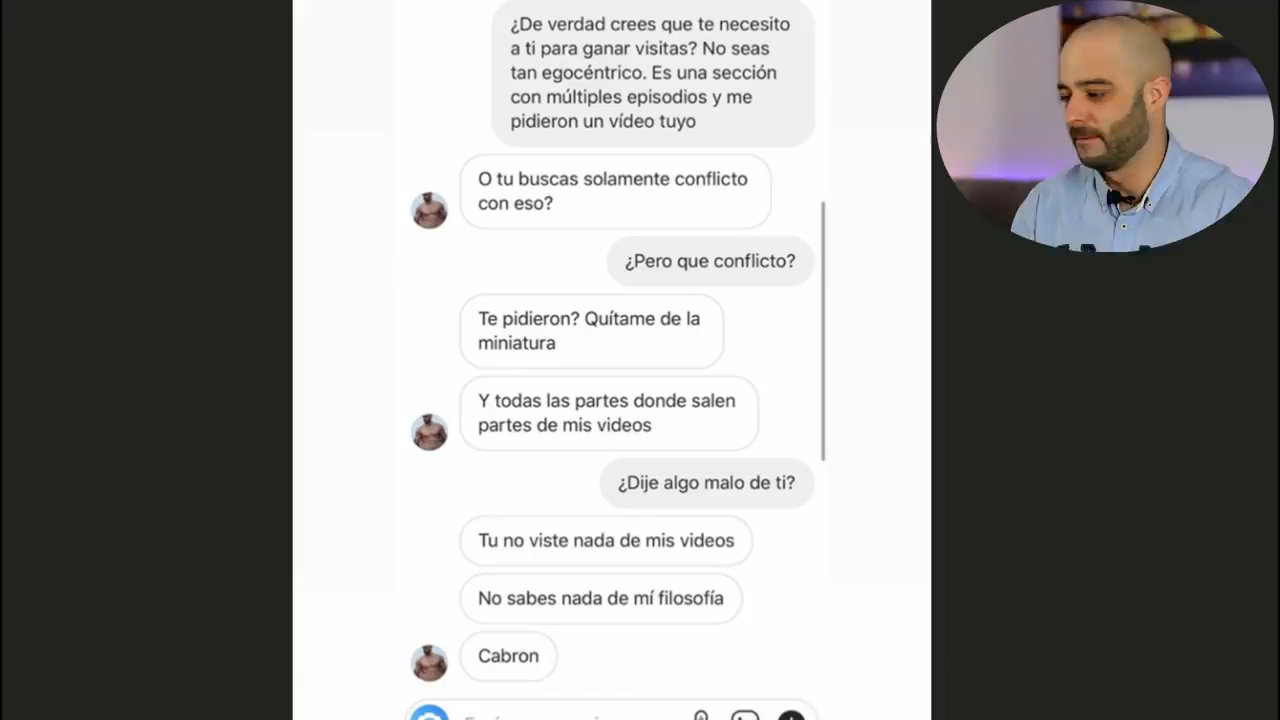 ¿De verdad crees que te necesito
a ti para ganar visitas? No seas
tan egocéntrico. Es una sección
con múltiples episodios y me
pidieron un vídeo tuyo
O tu buscas solamente conflicto
con eso?
¿Pero que conflicto?
Te pidieron? Quítame de la
miniatura
Y todas las partes donde salen
partes de mis videos
¿Dije algo malo de ti?
Tu no viste nada de mis videos
No sabes nada de mí filosofía
Cabron